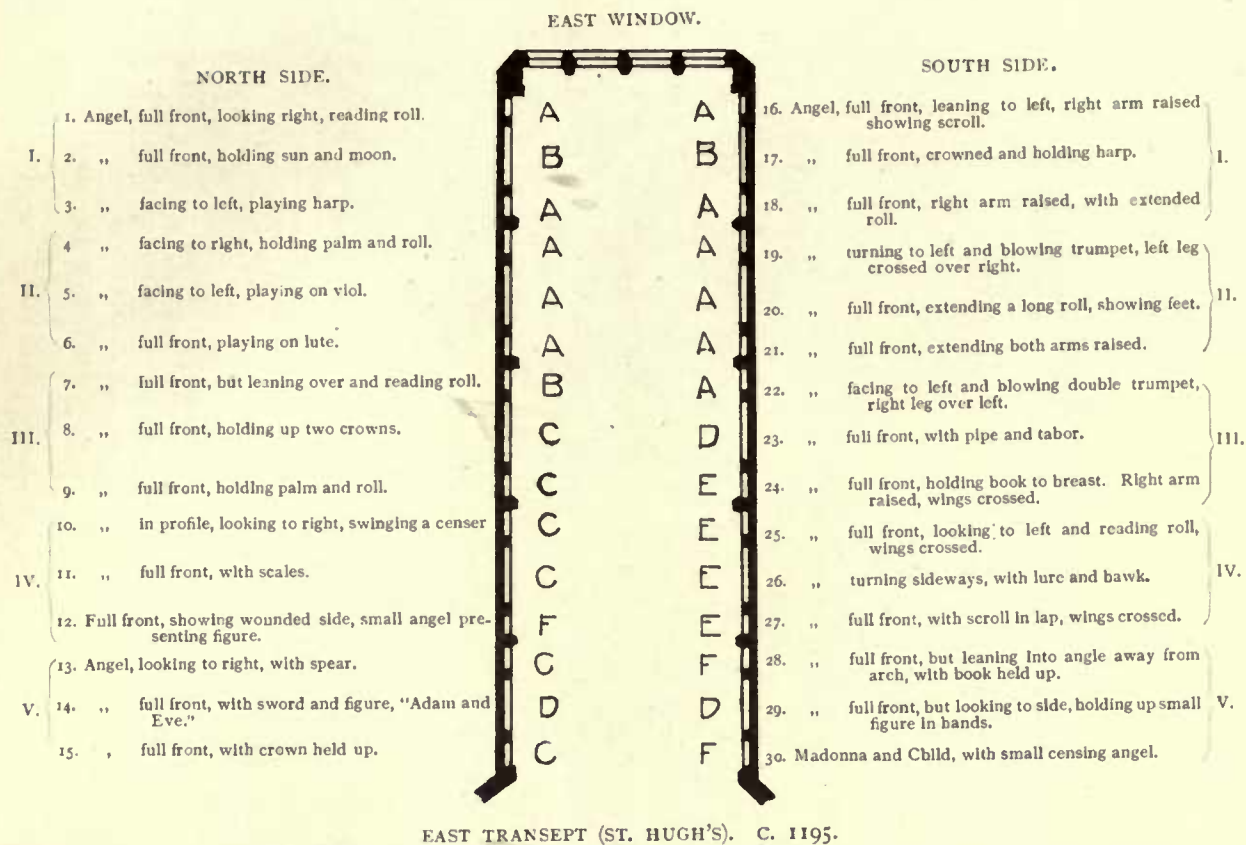 EAST WINDOW.
NORTH SIDE.
I.
1. Angel, full front, looking right, reading roll.
2. ,, full front, holding sun and moon.
3. ,, facing to left, playing harp.
II.
4 ,, facing to right, holding palm and roll.
5. ,, facing to left, playing on viol.
6. ,, full front, playing on lute.
III.
7. ,, full front, but leaning over and reading roll.
8. ,, full front, holding up two crowns.
9. ,, full front, holding palm and roll.
IV.
10. ,, in profile, looking to right, swinging a censer
11. ,, full front, with scales.
12. Full front, showing wounded side, small angel pre-
senting figure.
V.
13. Angel, looking to right, with spear.
14. ,, full front, with sword and figure, "Adam and
Eve."
15. , full front, with crown held up.
A A
B B
A A
A A
A A
A A
B A
C D
C E
C E
C E
F E
C F
D D
C F
SOUTH SIDE.
16. Angel, full front, leaning to left, right arm raised
showing scroll.
17. ,, full front, crowned and holding harp.
I.
18. ,, full front, right arm raised, with extended
roll.
19. ,, turning to left and blowing trumpet, left leg
crossed over right.
20. ,, full front, extending a long roll, showing feet.
II.
21. ,, full front, extending both arms raised.
22. ,, facing to left and blowing double trumpet,
right leg over left.
23. ,, full front, with pipe and tabor.
III.
24. ,, full front, holding book to breast. Right arm
raised, wings crossed.
25. ,, full front, looking to left and reading roll,
wings crossed.
26. ,, turning sideways, with lure and hawk.
IV.
27. ,, full front, with scroll in lap, wings crossed.
28. ,, full front, but leaning into angle away from
arch, with book held up.
29. ,, full front, but looking to side, holding up small
figure in hands.
V.
30. Madonna and Child, with small censing angel.
EAST TRANSEPT (ST. HUGH'S). C. 1195.